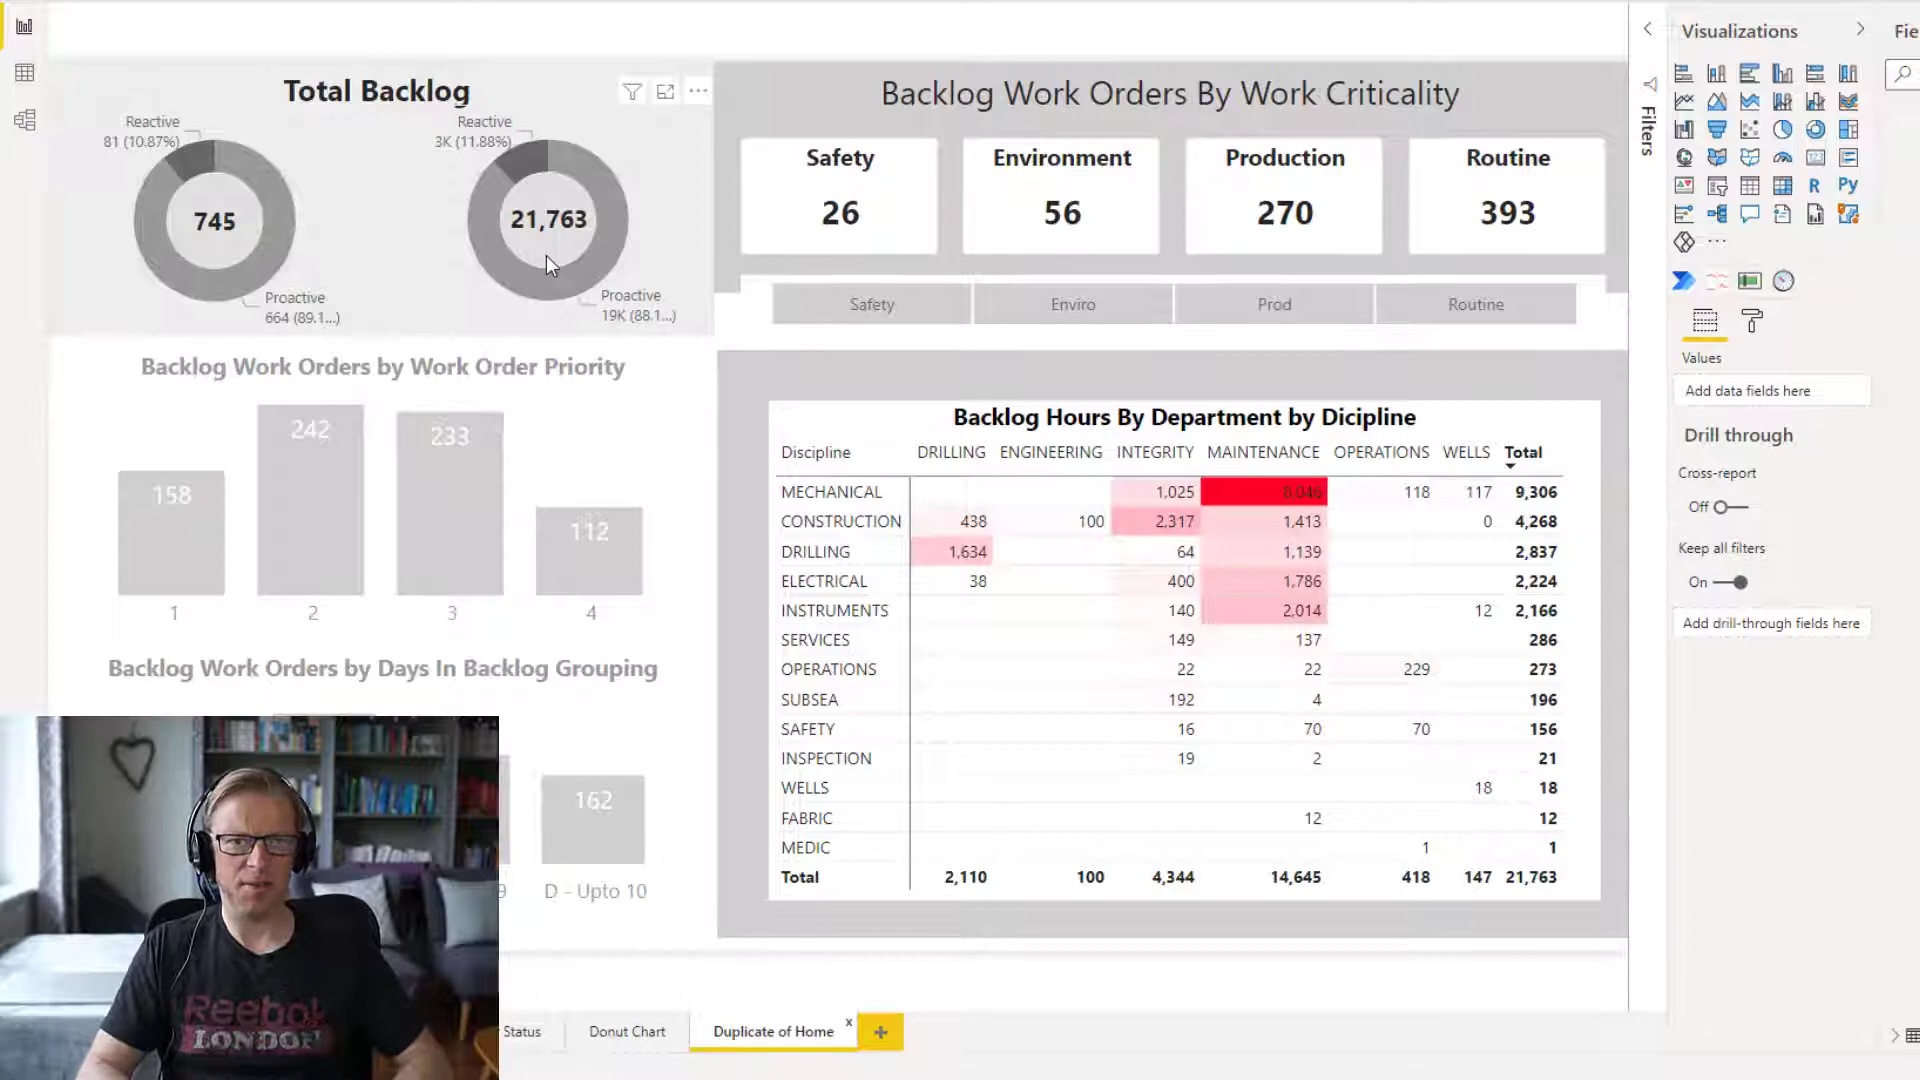 Total Backlog
Reactive
81 (10.87%)
745
Proactive
664 (89.1...)
Reactive
3K (11.88%)
21,763
Proactive
19K (88.1...)
Backlog Work Orders by Work Order Priority
158
242
233
112
1
2
3
4
Backlog Work Orders by Days In Backlog Grouping
162
9
D - Upto 10
Reebok
LONDON
Backlog Work Orders By Work Criticality
Safety
26
Environment
56
Production
270
Routine
393
Safety
Enviro
Prod
Routine
Backlog Hours By Department by Dicipline
Discipline DRILLING ENGINEERING INTEGRITY MAINTENANCE OPERATIONS WELLS Total
MECHANICAL 1,025 8,046 118 117 9,306
CONSTRUCTION 438 100 2,317 1,413 0 4,268
DRILLING 1,634 64 1,139 2,837
ELECTRICAL 38 400 1,786 2,224
INSTRUMENTS 140 2,014 12 2,166
SERVICES 149 137 286
OPERATIONS 22 22 229 273
SUBSEA 192 4 196
SAFETY 16 70 70 156
INSPECTION 19 2 21
WELLS 18 18
FABRIC 12 12
MEDIC 1 1
Total 2,110 100 4,344 14,645 418 147 21,763
Status
Donut Chart
Duplicate of Home
x
+
Filters
Visualizations
Fie
R
Py
Values
Add data fields here
Drill through
Cross-report
Off
Keep all filters
On
Add drill-through fields here